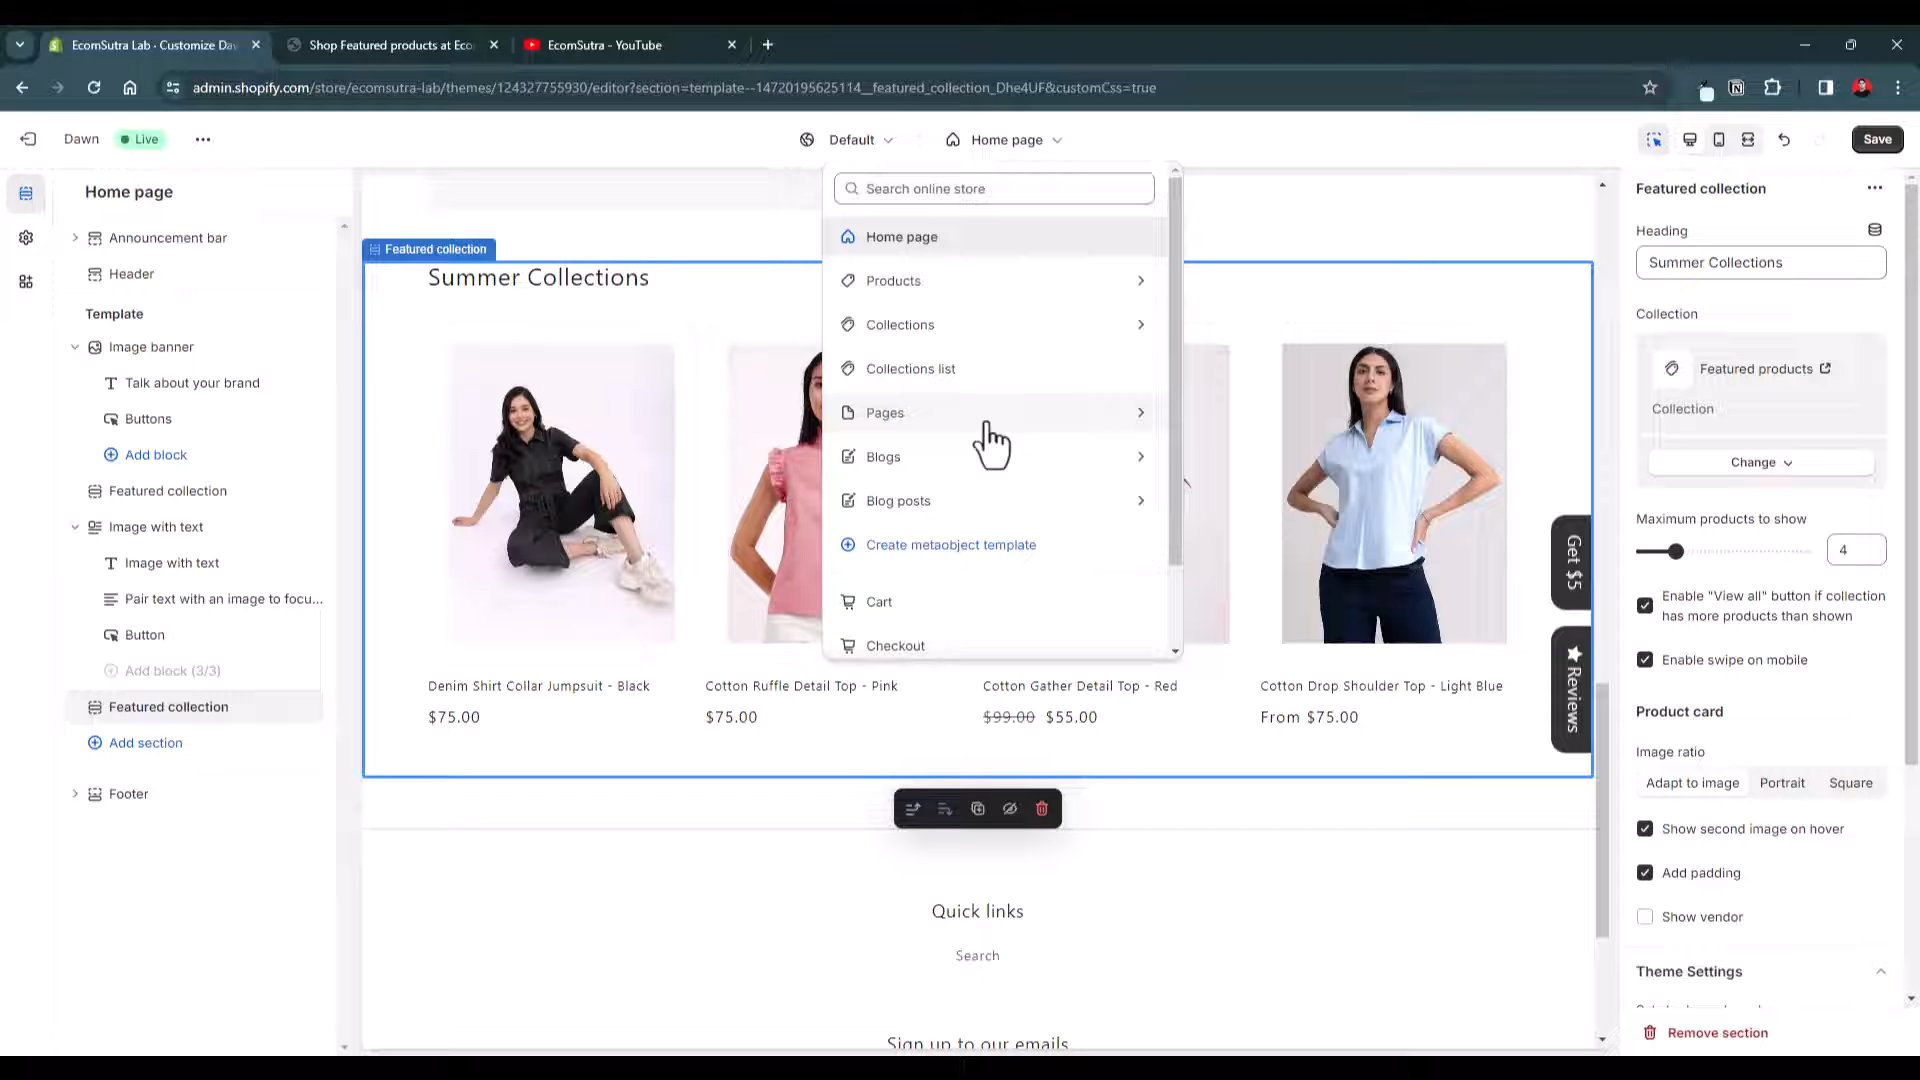 EcomSutra Lab · Customize Da
Shop Featured products at Eco
EcomSutra - YouTube
admin.shopify.com/store/ecomsutra-lab/themes/124327755930/editor?section=template--14720195625114__featured_collection_Dhe4UF&customCss=true
Dawn
Live
Default
Home page
Save
Home page
Announcement bar
Header
Template
Image banner
Talk about your brand
Buttons
Add block
Featured collection
Image with text
Image with text
Pair text with an image to focu...
Button
Add block (3/3)
Featured collection
Add section
Footer
Featured collection
Summer Collections
Search online store
Home page
Products
Collections
Collections list
Pages
Blogs
Blog posts
Create metaobject template
Cart
Checkout
Denim Shirt Collar Jumpsuit - Black
$75.00
Cotton Ruffle Detail Top - Pink
$75.00
Cotton Gather Detail Top - Red
$99.00 $55.00
Cotton Drop Shoulder Top - Light Blue
From $75.00
Get $5
★ Reviews
Quick links
Search
Sign up to our emails
Featured collection
Heading
Summer Collections
Collection
Featured products
Collection
Change
Maximum products to show
4
Enable "View all" button if collection
has more products than shown
Enable swipe on mobile
Product card
Image ratio
Adapt to image
Portrait
Square
Show second image on hover
Add padding
Show vendor
Theme Settings
Remove section